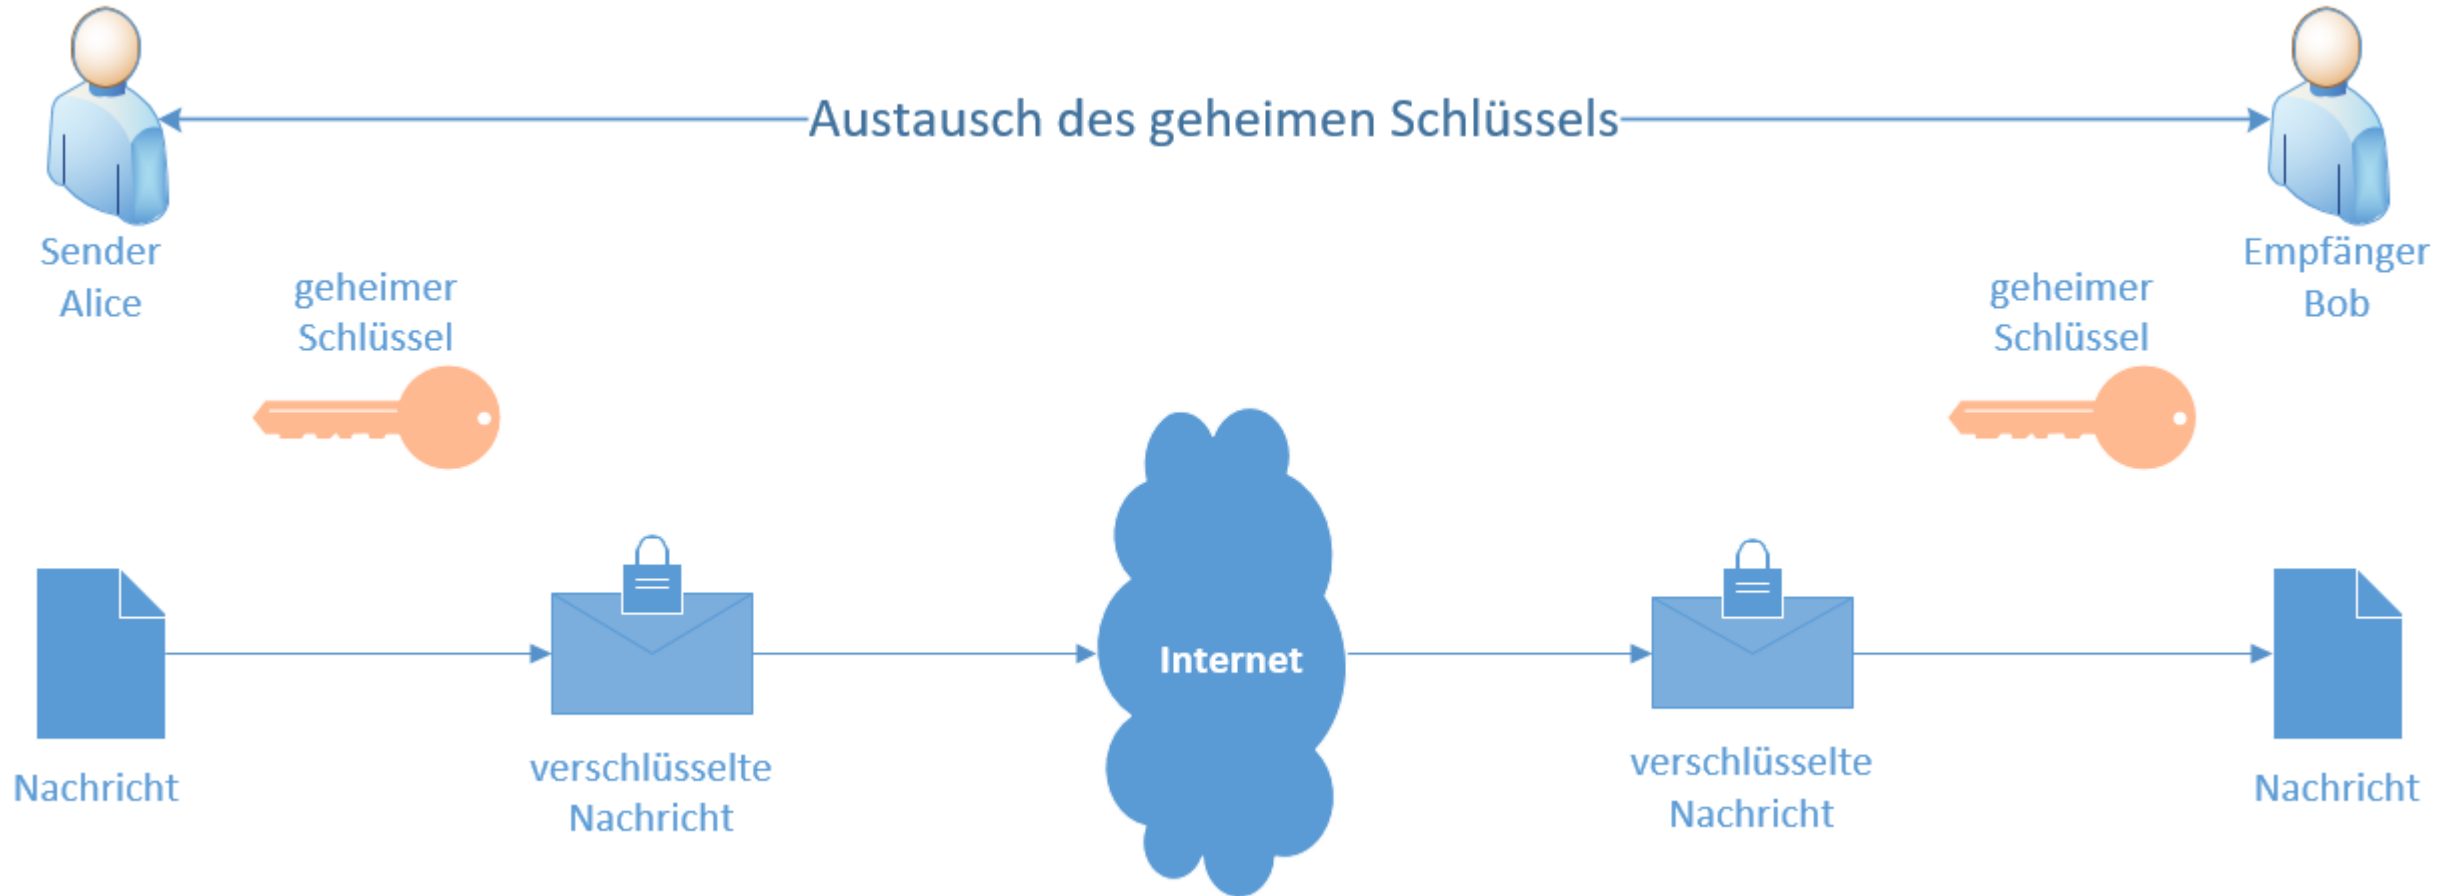 Austausch des geheimen Schlüssels
Sender
Alice
Empfänger
Bob
geheimer
Schlüssel
geheimer
Schlüssel
Internet
Nachricht
verschlüsselte
Nachricht
verschlüsselte
Nachricht
Nachricht